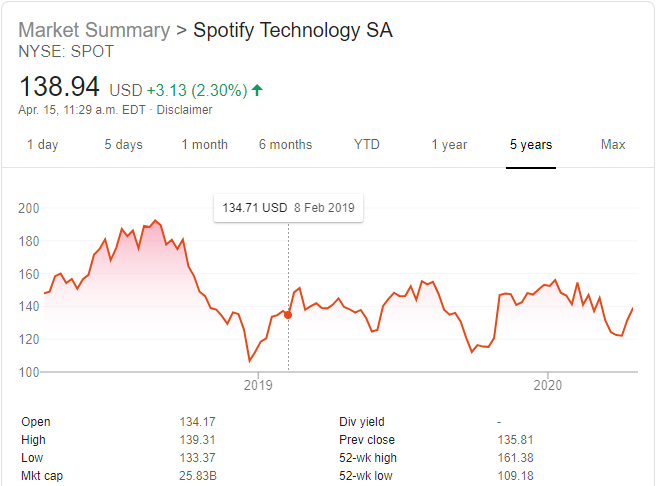 Market Summary > Spotify Technology SA
NYSE: SPOT
138.94 USD +3.13 (2.30%) ↑
Apr. 15, 11:29 a.m. EDT · Disclaimer
1 day 5 days 1 month 6 months YTD 1 year 5 years Max
134.71 USD 8 Feb 2019
200
180
160
140
120
100
2019 2020
Open 134.17 Div yield -
High 139.31 Prev close 135.81
Low 133.37 52-wk high 161.38
Mkt cap 25.83B 52-wk low 109.18